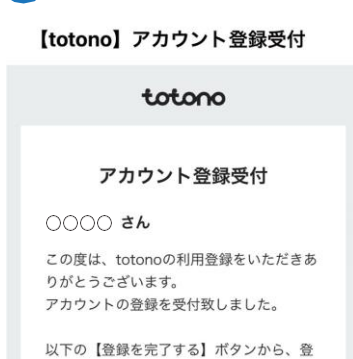 【totono】アカウント登録受付
totono
アカウント登録受付
○○○○ さん
この度は、totonoの利用登録をいただきあ
りがとうございます。
アカウントの登録を受付致しました。
以下の【登録を完了する】ボタンから、登